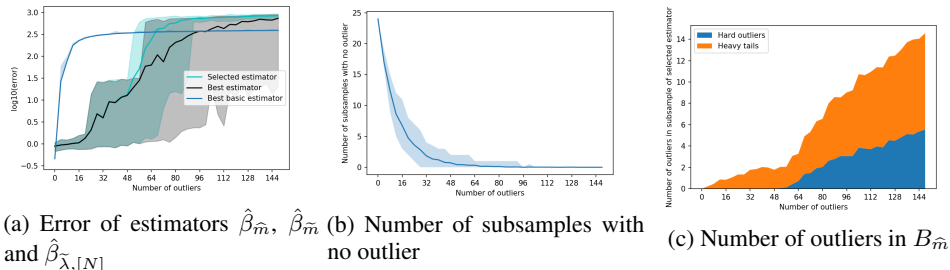 3.0
2.5
2.0
1.5
1.0
0.5
0.0
−0.5
log10(error)
Selected estimator
Best estimator
Best basic estimator
0 16 32 48 64 80 96 112 128 144
Number of outliers
(a) Error of estimators β̂_m̂, β̂_m̃
and β̂_λ̃,[N]
25
20
15
10
5
0
Number of subsamples with no outlier
0 16 32 48 64 80 96 112 128 144
Number of outliers
(b) Number of subsamples with
no outlier
14
12
10
8
6
4
2
0
Number of outliers in subsample of selected estimator
Hard outliers
Heavy tails
0 16 32 48 64 80 96 112 128 144
Number of outliers
(c) Number of outliers in B_m̂